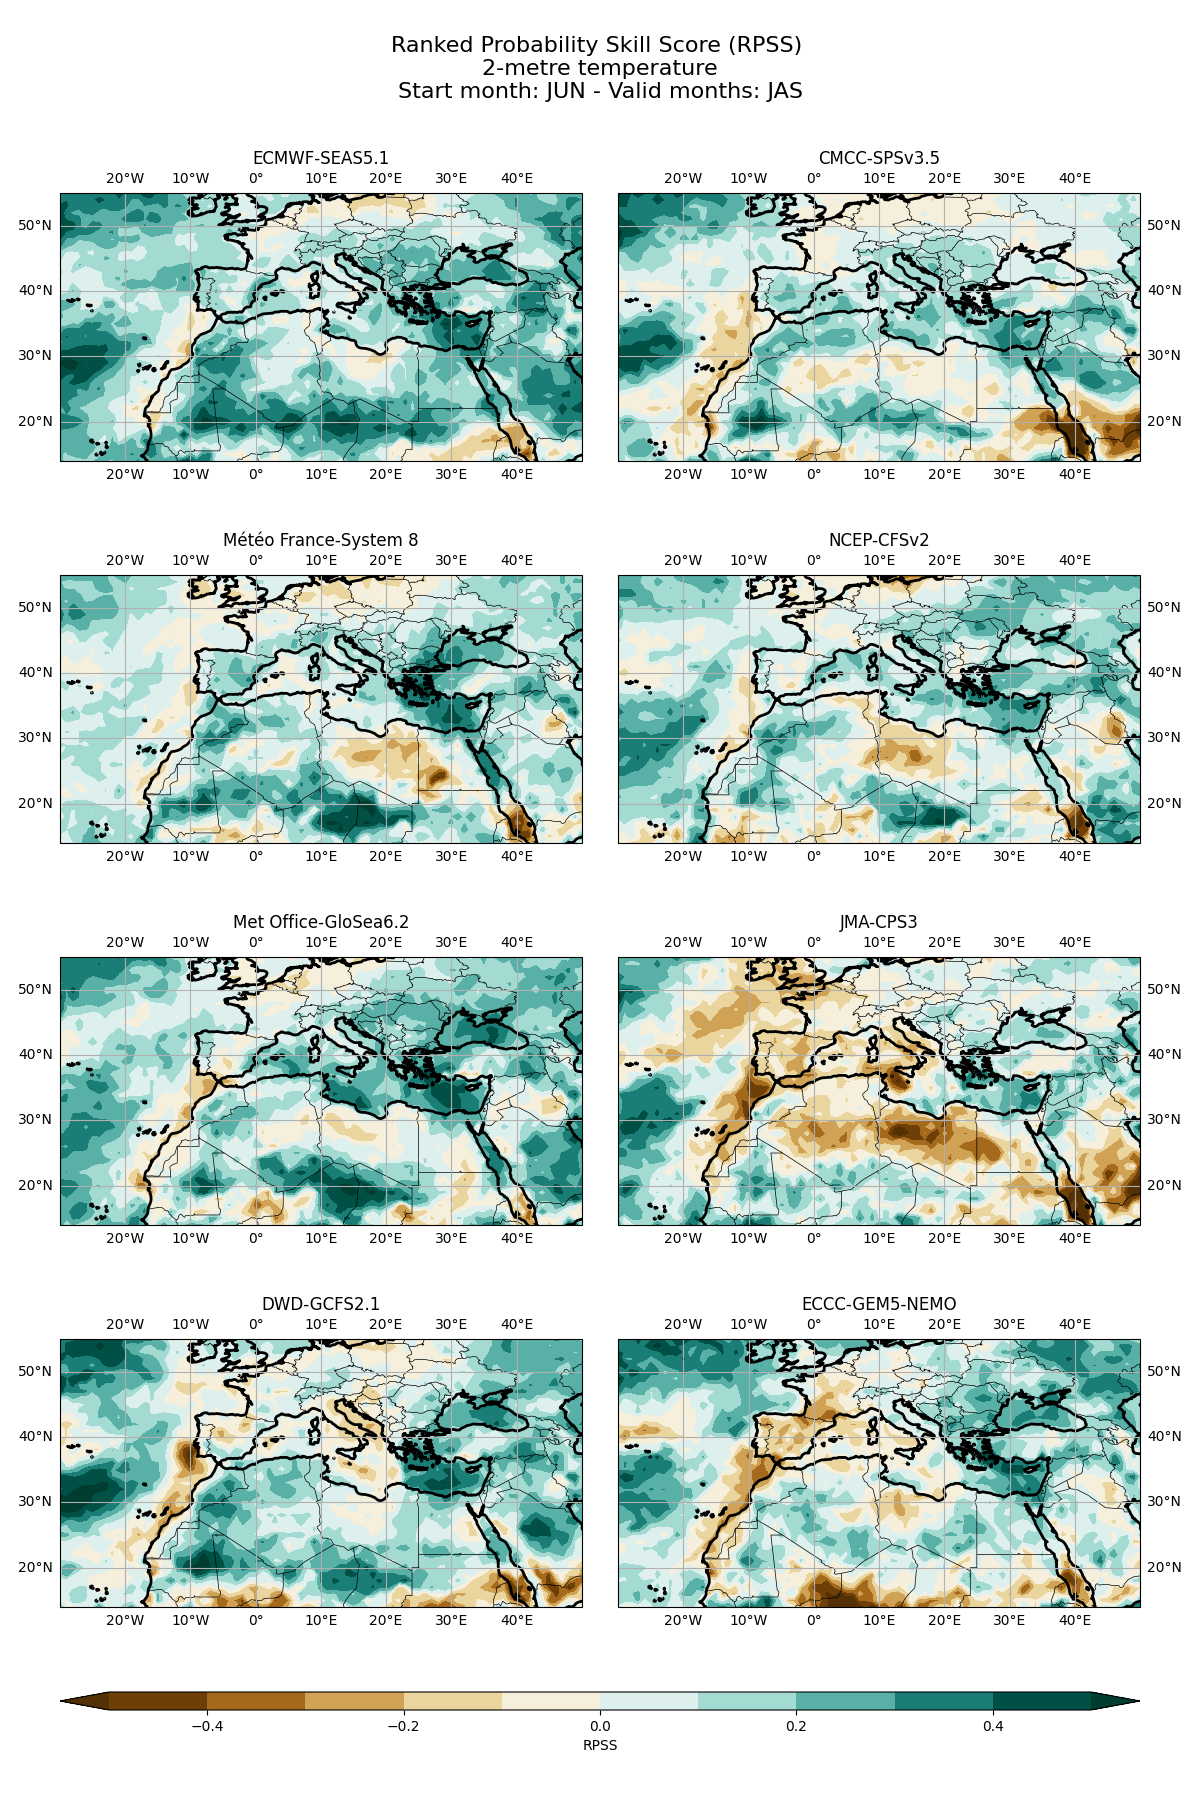 Ranked Probability Skill Score (RPSS)
2-metre temperature
Start month: JUN - Valid months: JAS
ECMWF-SEAS5.1 CMCC-SPSv3.5
20°W 10°W 0° 10°E 20°E 30°E 40°E 20°W 10°W 0° 10°E 20°E 30°E 40°E
50°N 50°N
40°N 40°N
30°N 30°N
20°N 20°N
20°W 10°W 0° 10°E 20°E 30°E 40°E 20°W 10°W 0° 10°E 20°E 30°E 40°E
Météo France-System 8 NCEP-CFSv2
20°W 10°W 0° 10°E 20°E 30°E 40°E 20°W 10°W 0° 10°E 20°E 30°E 40°E
50°N 50°N
40°N 40°N
30°N 30°N
20°N 20°N
20°W 10°W 0° 10°E 20°E 30°E 40°E 20°W 10°W 0° 10°E 20°E 30°E 40°E
Met Office-GloSea6.2 JMA-CPS3
20°W 10°W 0° 10°E 20°E 30°E 40°E 20°W 10°W 0° 10°E 20°E 30°E 40°E
50°N 50°N
40°N 40°N
30°N 30°N
20°N 20°N
20°W 10°W 0° 10°E 20°E 30°E 40°E 20°W 10°W 0° 10°E 20°E 30°E 40°E
DWD-GCFS2.1 ECCC-GEM5-NEMO
20°W 10°W 0° 10°E 20°E 30°E 40°E 20°W 10°W 0° 10°E 20°E 30°E 40°E
50°N 50°N
40°N 40°N
30°N 30°N
20°N 20°N
20°W 10°W 0° 10°E 20°E 30°E 40°E 20°W 10°W 0° 10°E 20°E 30°E 40°E
−0.4 −0.2 0.0 0.2 0.4
RPSS